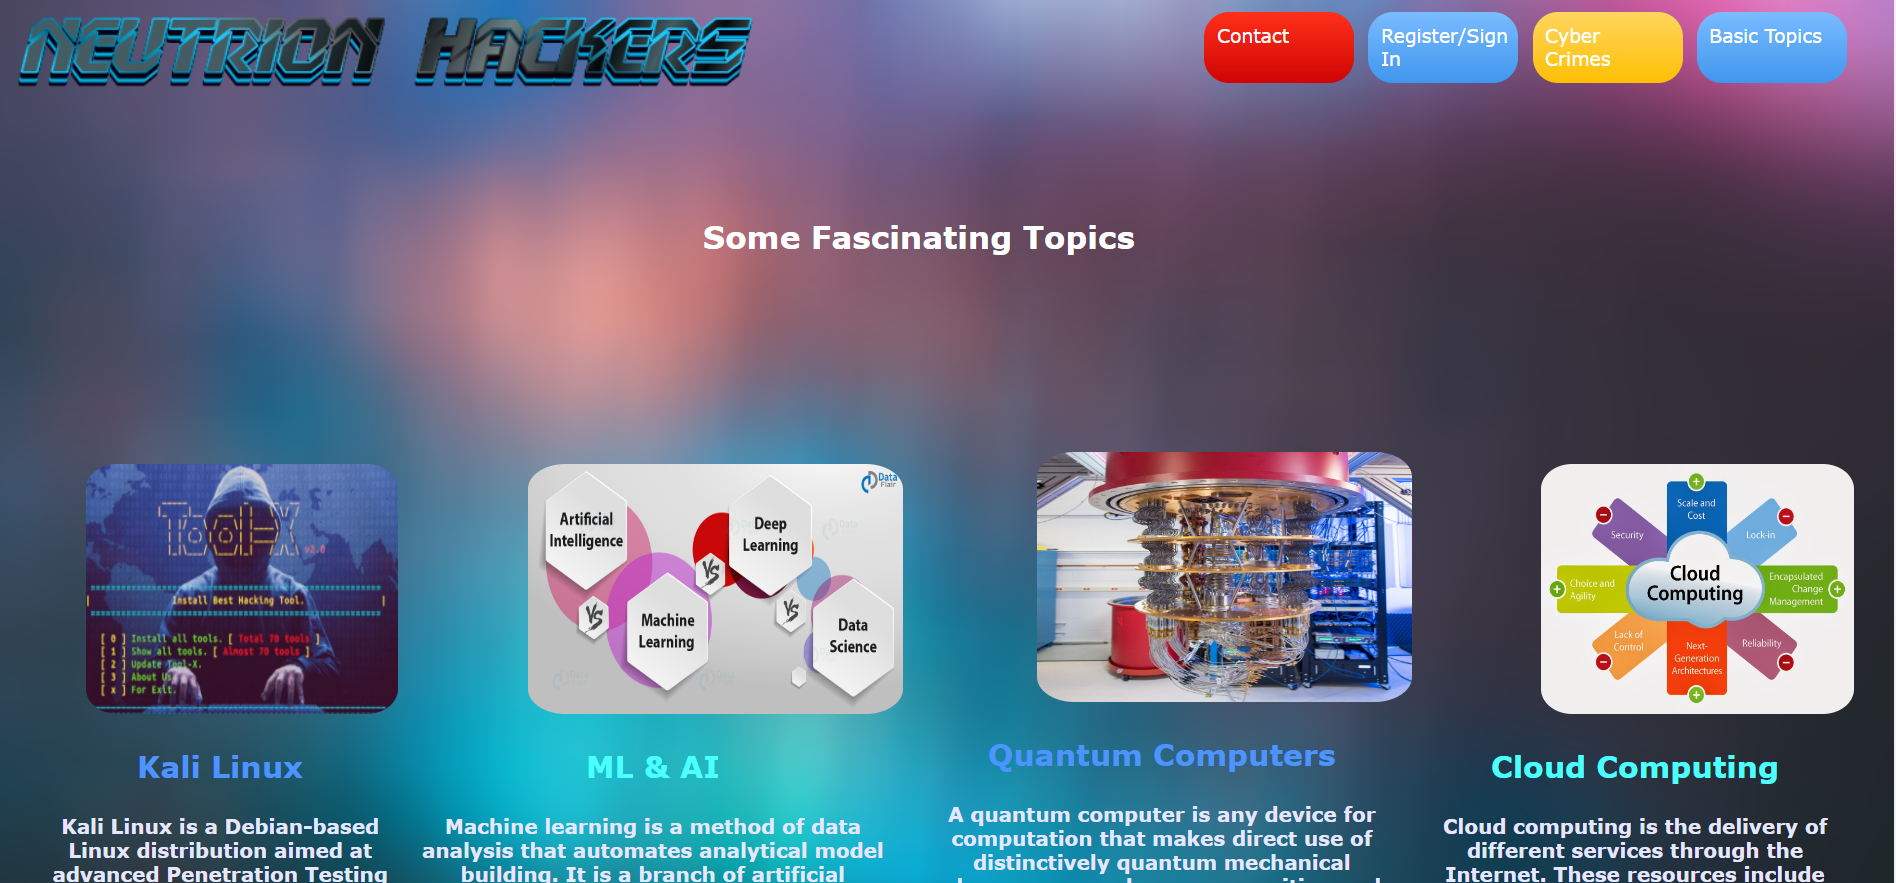 NEUTRION HACKERS
Contact
Register/Sign
In
Cyber
Crimes
Basic Topics
Some Fascinating Topics
Tool-X
v2.0
Install Best Hacking Tool.
[ 0 ] Install all tools. [ Total 70 tools ]
[ 1 ] Show all tools. [ Almost 70 tools ]
[ 2 ] Update Tool-X.
[ 3 ] About Us
[ x ] For Exit.
Data
Flair
Artificial
Intelligence
VS
Machine
Learning
VS
Deep
Learning
VS
Data
Science
Scale and
Cost
Security
Lock-in
Choice and
Agility
Cloud
Computing
Encapsulated
Change
Management
Lack of
Control
Next-
Generation
Architectures
Reliability
Kali Linux
Kali Linux is a Debian-based
Linux distribution aimed at
advanced Penetration Testing
ML & AI
Machine learning is a method of data
analysis that automates analytical model
building. It is a branch of artificial
Quantum Computers
A quantum computer is any device for
computation that makes direct use of
distinctively quantum mechanical
Cloud Computing
Cloud computing is the delivery of
different services through the
Internet. These resources include